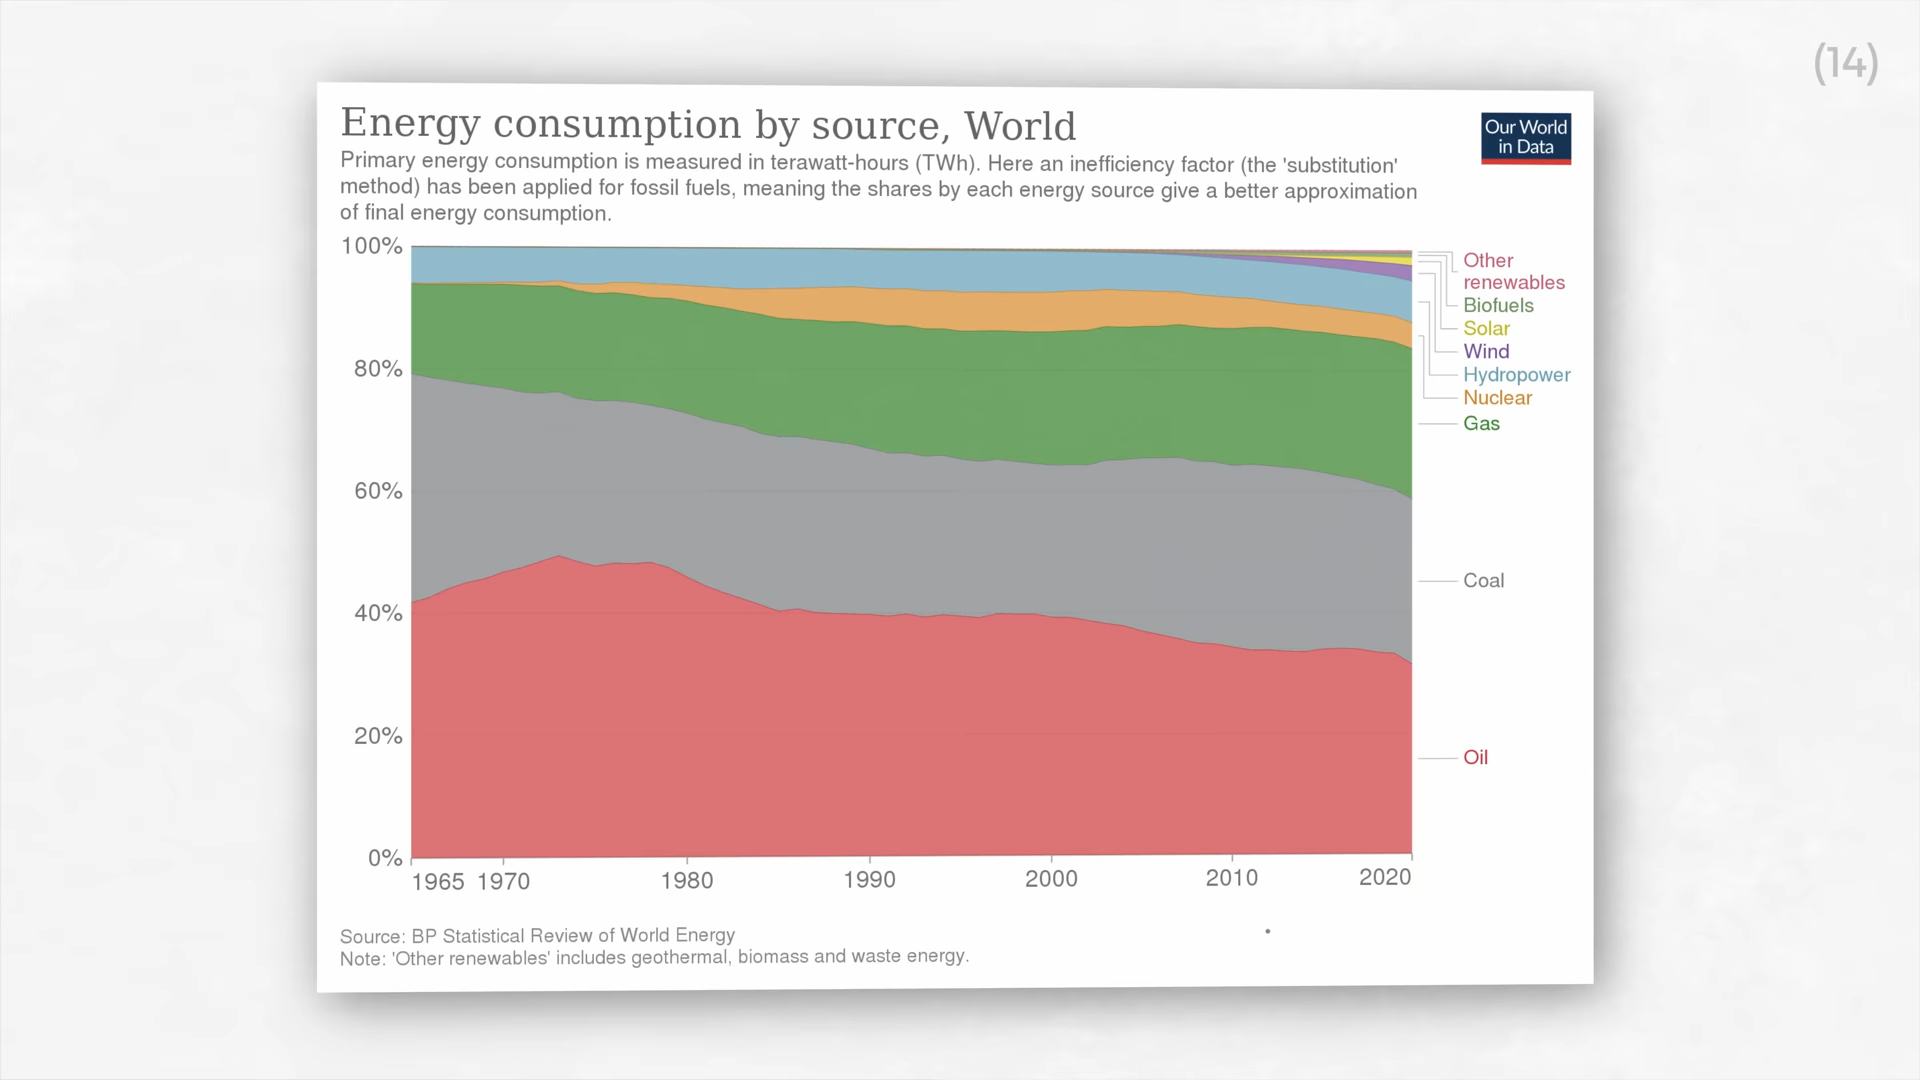 (14)
Energy consumption by source, World
Our World
in Data
Primary energy consumption is measured in terawatt-hours (TWh). Here an inefficiency factor (the 'substitution'
method) has been applied for fossil fuels, meaning the shares by each energy source give a better approximation
of final energy consumption.
100%
80%
60%
40%
20%
0%
Other
renewables
Biofuels
Solar
Wind
Hydropower
Nuclear
Gas
Coal
Oil
1965 1970 1980 1990 2000 2010 2020
Source: BP Statistical Review of World Energy
Note: 'Other renewables' includes geothermal, biomass and waste energy.